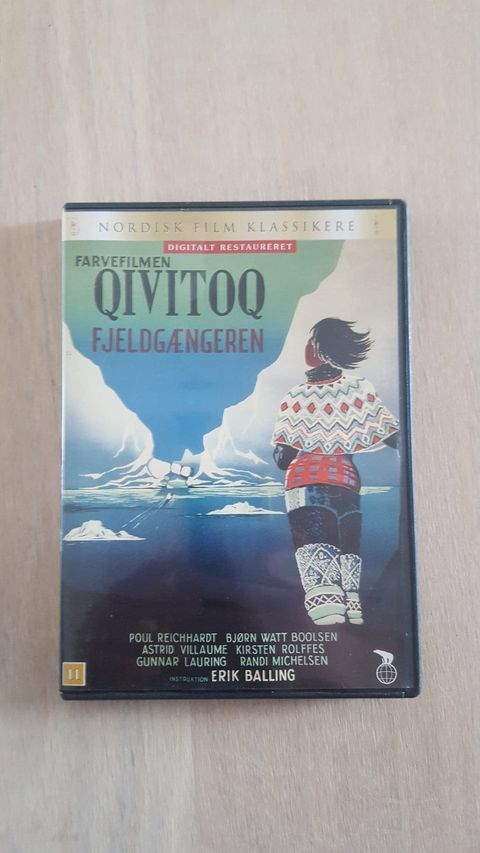 NORDISK FILM KLASSIKERE
DIGITALT RESTAURERET
FARVEFILMEN
QIVITOQ
FJELDGÆNGEREN
POUL REICHHARDT BJØRN WATT BOOLSEN
ASTRID VILLAUME KIRSTEN ROLFFES
GUNNAR LAURING RANDI MICHELSEN
INSTRUKTION: ERIK BALLING
11